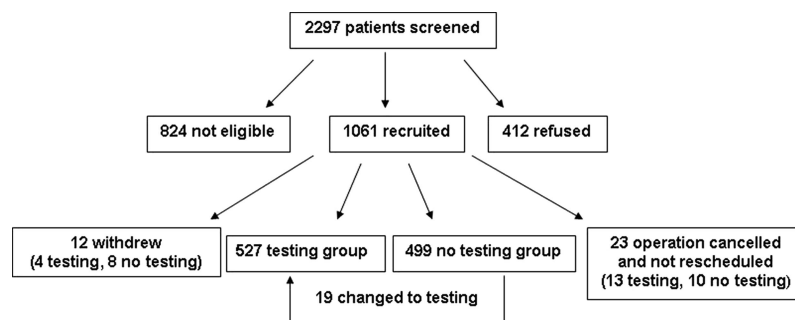 2297 patients screened
824 not eligible
1061 recruited
412 refused
12 withdrew
(4 testing, 8 no testing)
527 testing group
499 no testing group
23 operation cancelled
and not rescheduled
(13 testing, 10 no testing)
19 changed to testing